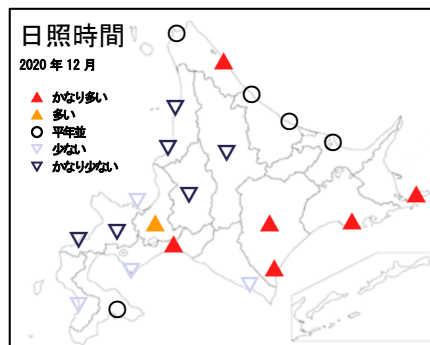 日照時間
2020 年 12 月
かなり多い
多い
平年並
少ない
かなり少ない